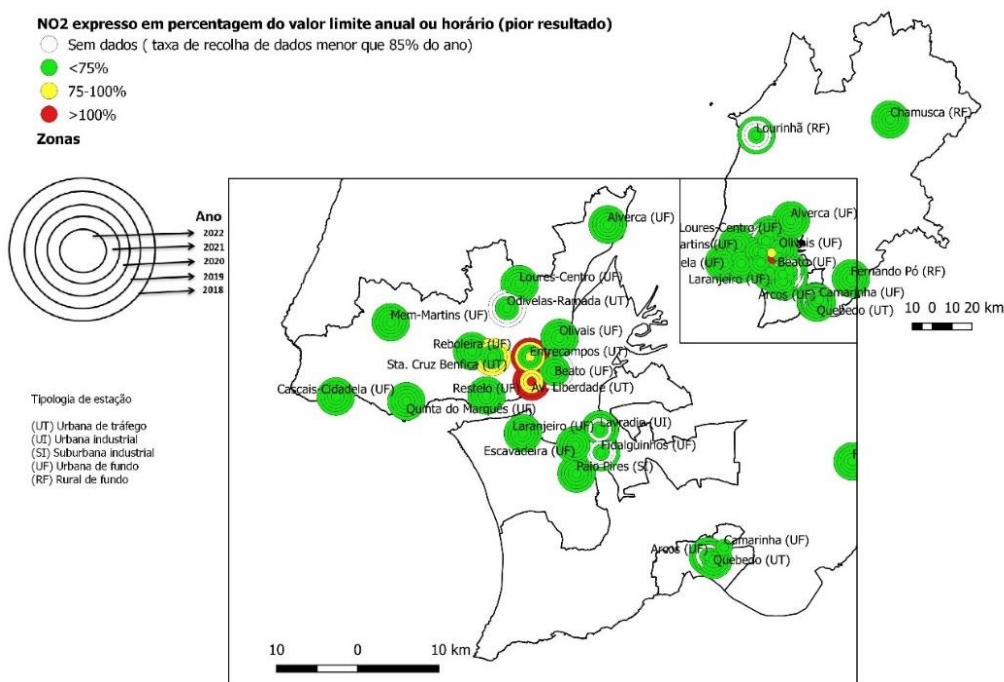 NO2 expresso em percentagem do valor limite anual ou horário (pior resultado)
Sem dados ( taxa de recolha de dados menor que 85% do ano)
<75%
75-100%
>100%
Zonas
Ano
2022
2021
2020
2019
2018
Tipologia de estação
(UT) Urbana de tráfego
(UI) Urbana industrial
(SI) Suburbana industrial
(UF) Urbana de fundo
(RF) Rural de fundo
Chamusca (RF)
Lourinhã (RF)
Alverca (UF)
Loures-Centro (UF)
artins (UF)
Olivais (UF)
ela (UF)
Beato (UF)
Laranjeiro (UF)
Fernando Pó (RF)
Arcos (UF)
Camarinha (UF)
Quebedo (UT)
10 0 10 20 km
Alverca (UF)
Loures-Centro (UF)
Odivelas-Ramada (UT)
Mem-Martins (UF)
Olivais (UF)
Reboleira (UF)
Entrecampos (UT)
Sta. Cruz Benfica (UT)
Beato (UF)
Cascais-Cidadela (UF)
Restelo (UF)
Av. Liberdade (UT)
Quinta do Marquês (UF)
Laranjeiro (UF)
Lavradio (UI)
Escavadeira (UF)
Fidalguinhos (UF)
Paio Pires (SI)
F
Arcos (UF)
Camarinha (UF)
Quebedo (UT)
10 0 10 km